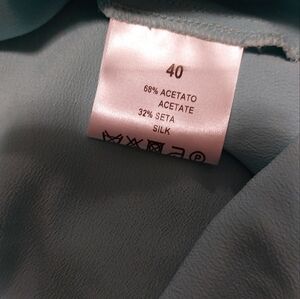 40
68% ACETATO
ACETATE
32% SETA
SILK